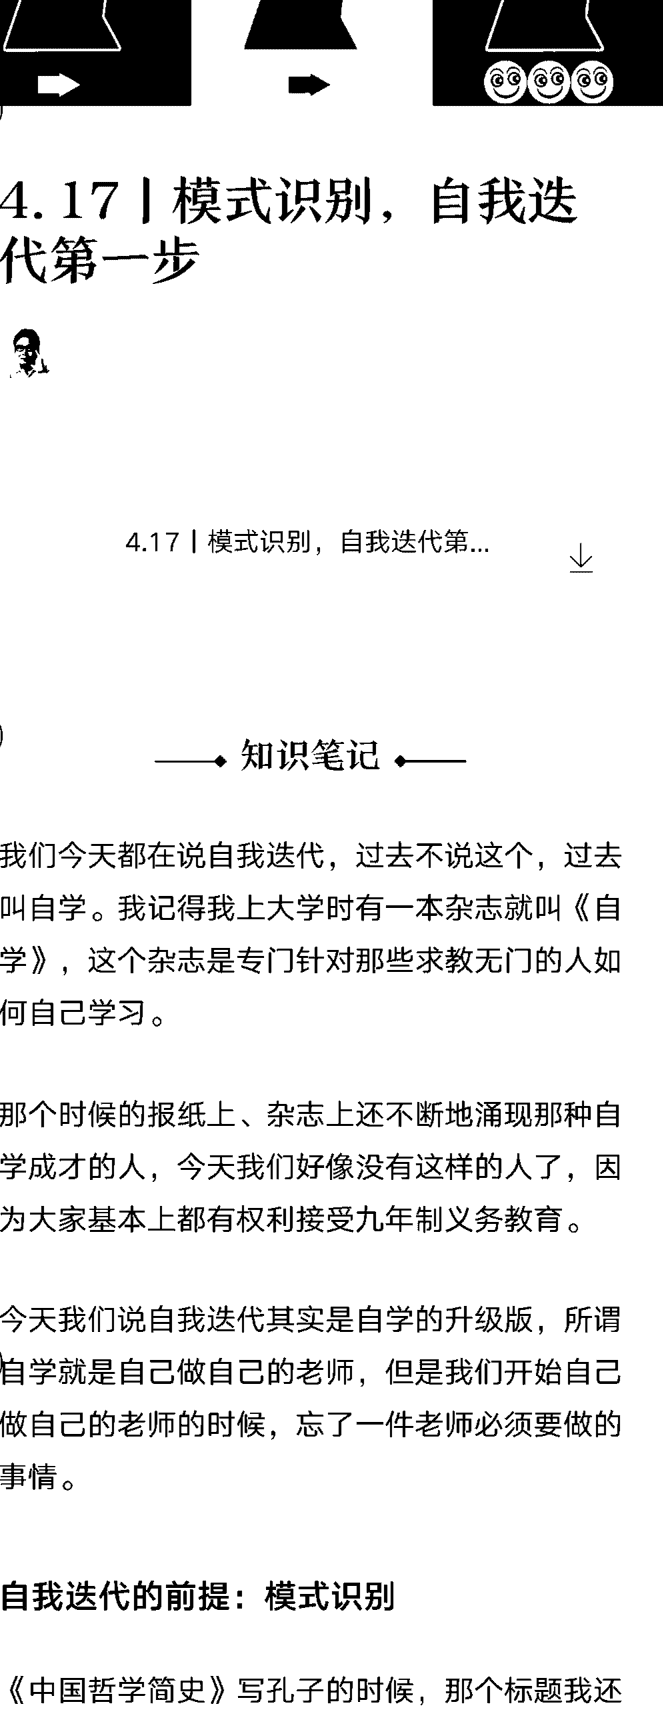 4.17丨模式识别，自我迭
代第一步
4.17丨模式识别，自我迭代第...
知识笔记
我们今天都在说自我迭代，过去不说这个，过去
叫自学。我记得我上大学时有一本杂志就叫《自
学》，这个杂志是专门针对那些求教无门的人如
何自己学习。
那个时候的报纸上、杂志上还不断地涌现那种自
学成才的人，今天我们好像没有这样的人了，因
为大家基本上都有权利接受九年制义务教育。
今天我们说自我迭代其实是自学的升级版，所谓
自学就是自己做自己的老师，但是我们开始自己
做自己的老师的时候，忘了一件老师必须要做的
事情。
自我迭代的前提：模式识别
《中国哲学简史》写孔子的时候，那个标题我还